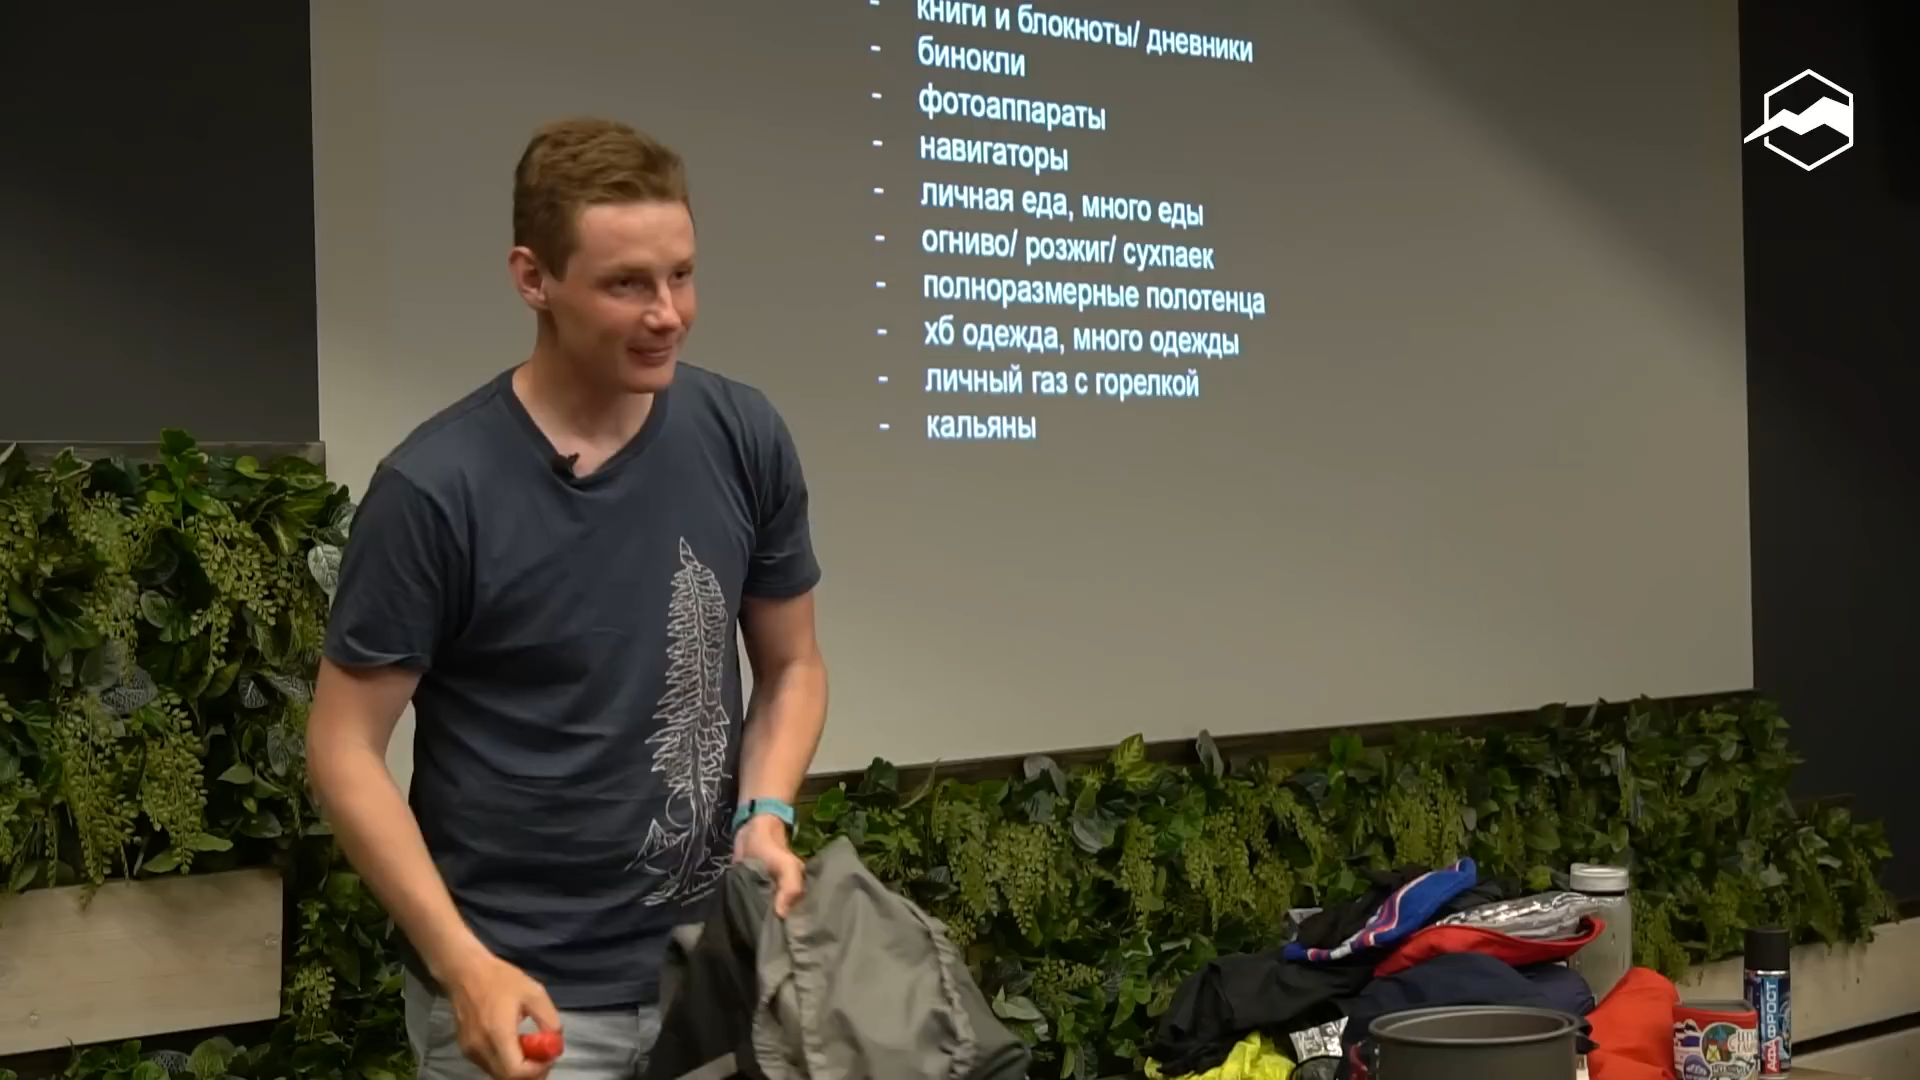 - книги и блокноты/ дневники
- бинокли
- фотоаппараты
- навигаторы
- личная еда, много еды
- огниво/ розжиг/ сухпаек
- полноразмерные полотенца
- хб одежда, много одежды
- личный газ с горелкой
- кальяны